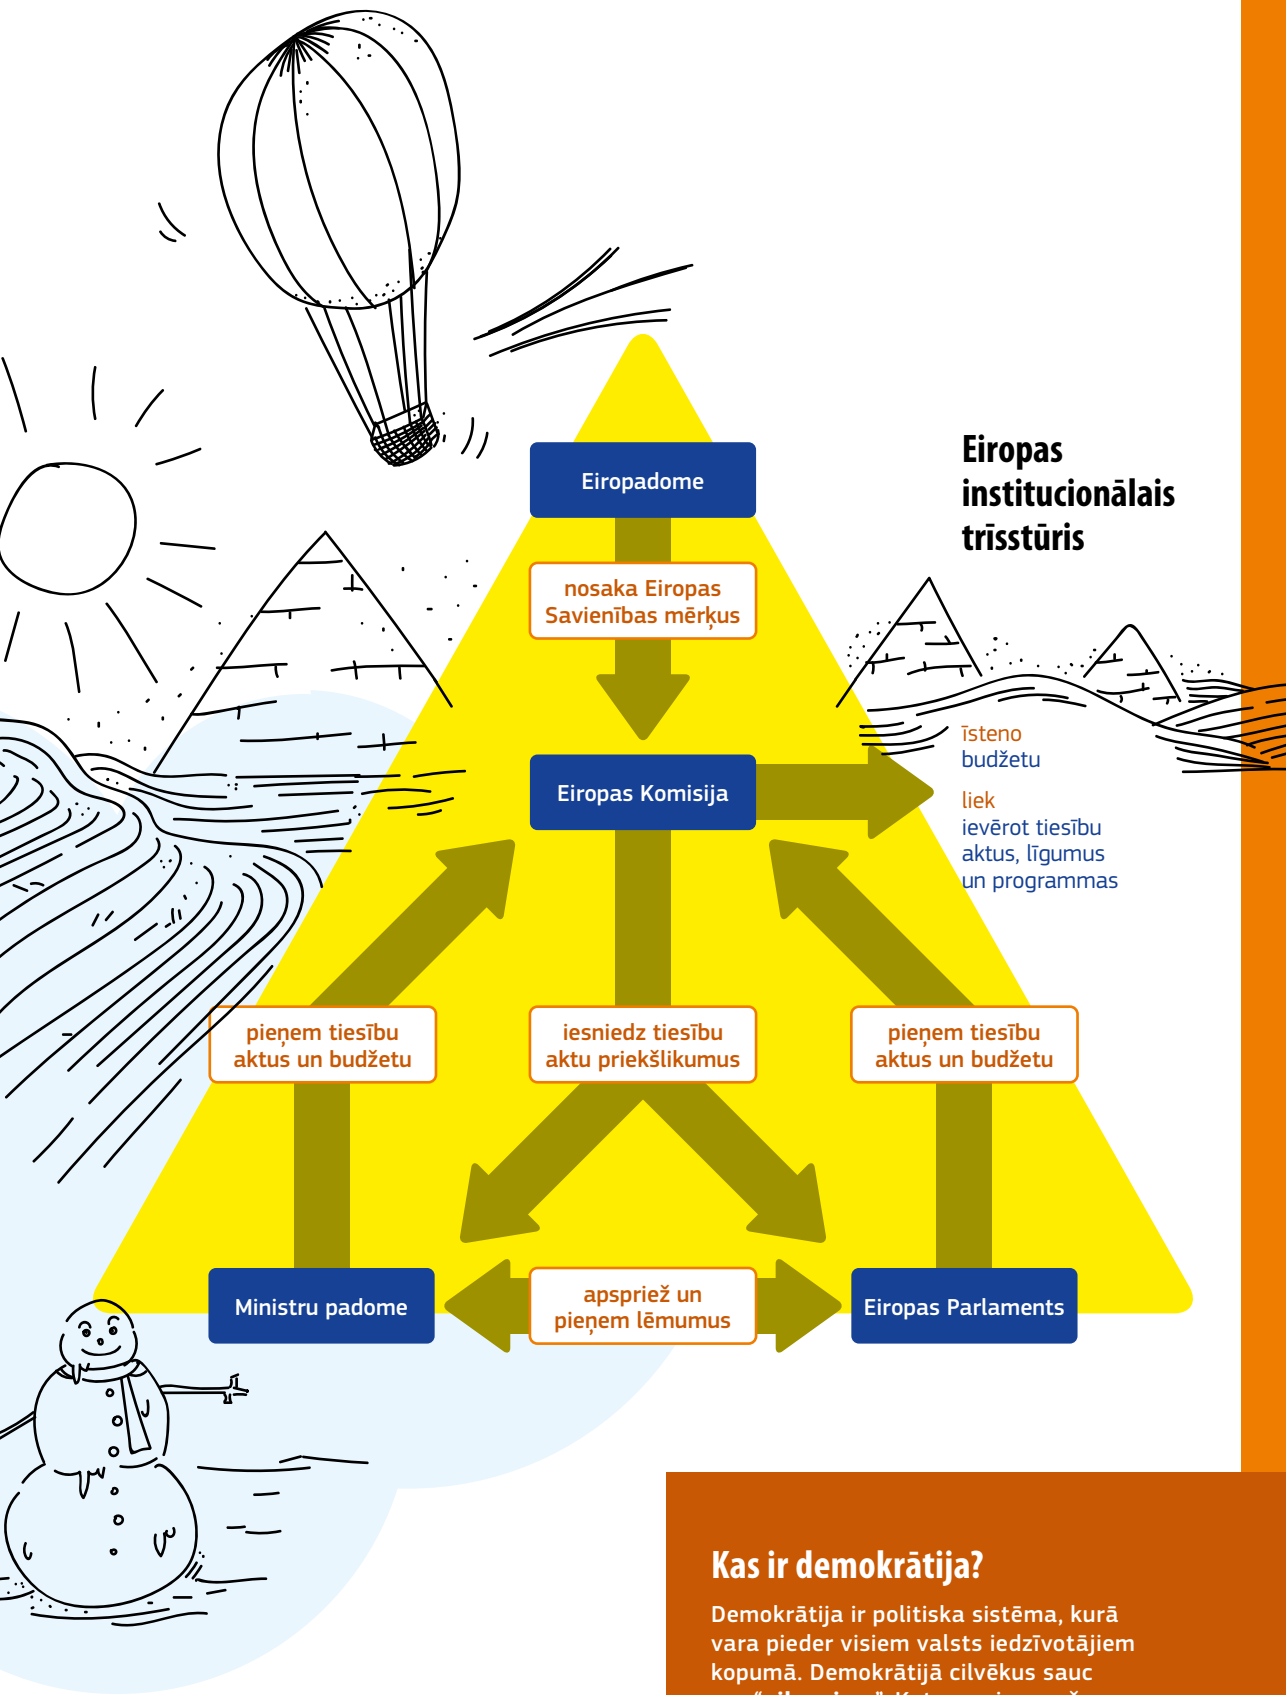 Eiropas
institucionālais
trīsstūris
Eiropadome
nosaka Eiropas
Savienības mērķus
Eiropas Komisija
īsteno
budžetu
liek
ievērot tiesību
aktus, līgumus
un programmas
pieņem tiesību
aktus un budžetu
iesniedz tiesību
aktu priekšlikumus
pieņem tiesību
aktus un budžetu
Ministru padome
apspriež un
pieņem lēmumus
Eiropas Parlaments
Kas ir demokrātija?
Demokrātija ir politiska sistēma, kurā
vara pieder visiem valsts iedzīvotājiem
kopumā. Demokrātijā cilvēkus sauc